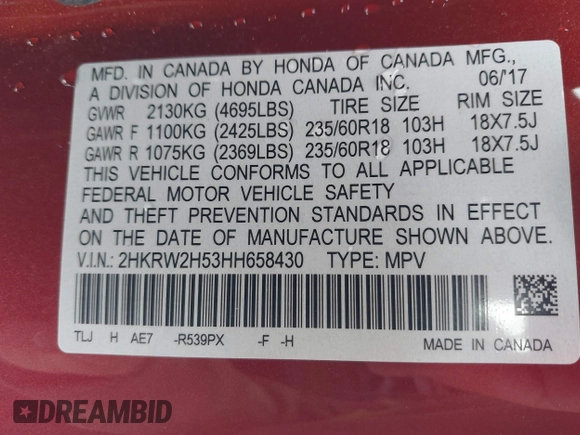 MFD. IN CANADA BY HONDA OF CANADA MFG.,
A DIVISION OF HONDA CANADA INC. 06/'17
GVWR 2130KG (4695LBS) TIRE SIZE RIM SIZE
GAWR F 1100KG (2425LBS) 235/60R18 103H 18X7.5J
GAWR R 1075KG (2369LBS) 235/60R18 103H 18X7.5J
THIS VEHICLE CONFORMS TO ALL APPLICABLE
FEDERAL MOTOR VEHICLE SAFETY
AND THEFT PREVENTION STANDARDS IN EFFECT
ON THE DATE OF MANUFACTURE SHOWN ABOVE.
V.I.N.: 2HKRW2H53HH658430 TYPE: MPV
TLJ H AE7 -R539PX -F -H
MADE IN CANADA
DREAMBID